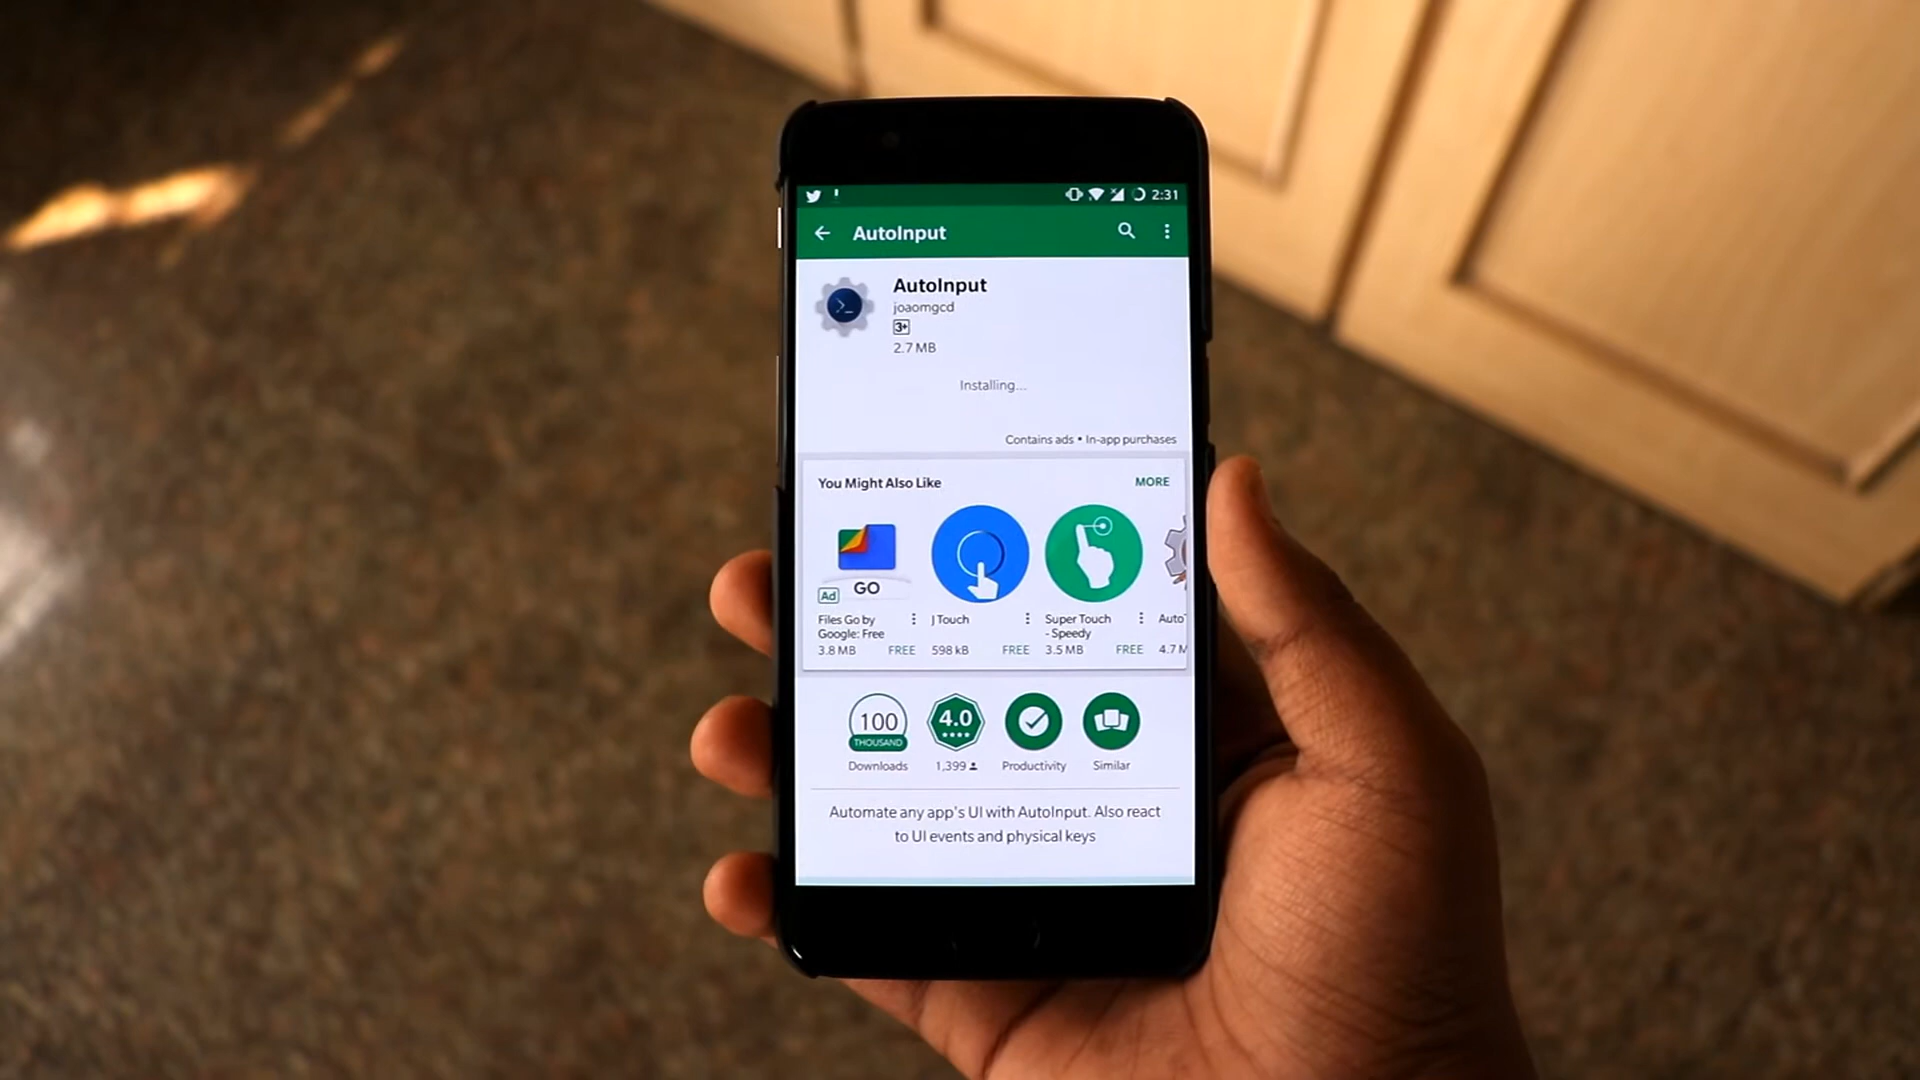 2:31
AutoInput
AutoInput
joaomgcd
3+
2.7 MB
Installing...
Contains ads • In-app purchases
You Might Also Like
MORE
GO
Ad
Files Go by Google: Free
3.8 MB FREE
J Touch
598 kB FREE
Super Touch - Speedy
3.5 MB FREE
Auto
4.7 M
100 THOUSAND
Downloads
4.0
1,399
Productivity
Similar
Automate any app's UI with AutoInput. Also react
to UI events and physical keys